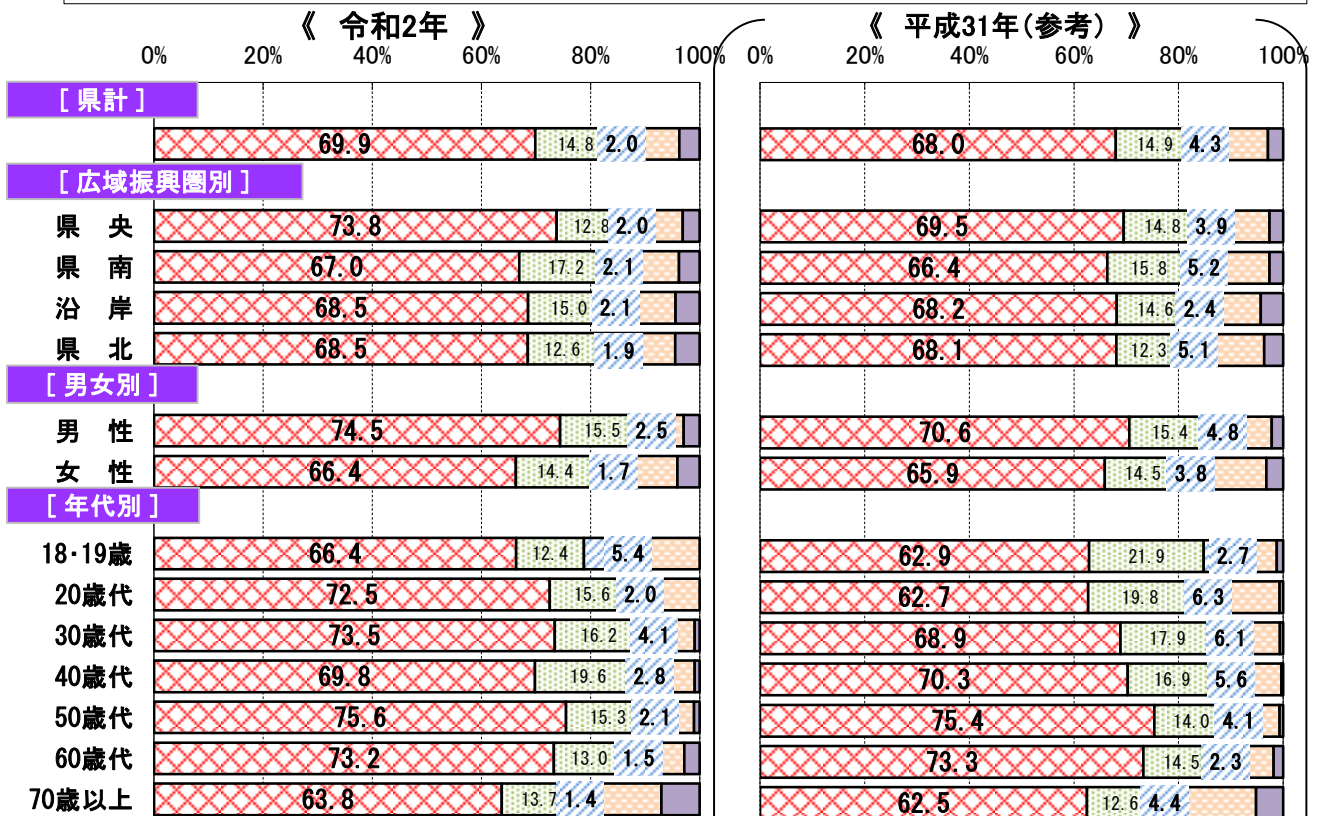 《 令和2年 》 《 平成31年（参考） 》
0% 20% 40% 60% 80% 100% 0% 20% 40% 60% 80% 100%
［ 県計 ］
69.9 14.8 2.0 68.0 14.9 4.3
［ 広域振興圏別 ］
県 央 73.8 12.8 2.0 69.5 14.8 3.9
県 南 67.0 17.2 2.1 66.4 15.8 5.2
沿 岸 68.5 15.0 2.1 68.2 14.6 2.4
県 北 68.5 12.6 1.9 68.1 12.3 5.1
［ 男女別 ］
男 性 74.5 15.5 2.5 70.6 15.4 4.8
女 性 66.4 14.4 1.7 65.9 14.5 3.8
［ 年代別 ］
18・19歳 66.4 12.4 5.4 62.9 21.9 2.7
20歳代 72.5 15.6 2.0 62.7 19.8 6.3
30歳代 73.5 16.2 4.1 68.9 17.9 6.1
40歳代 69.8 19.6 2.8 70.3 16.9 5.6
50歳代 75.6 15.3 2.1 75.4 14.0 4.1
60歳代 73.2 13.0 1.5 73.3 14.5 2.3
70歳以上 63.8 13.7 1.4 62.5 12.6 4.4